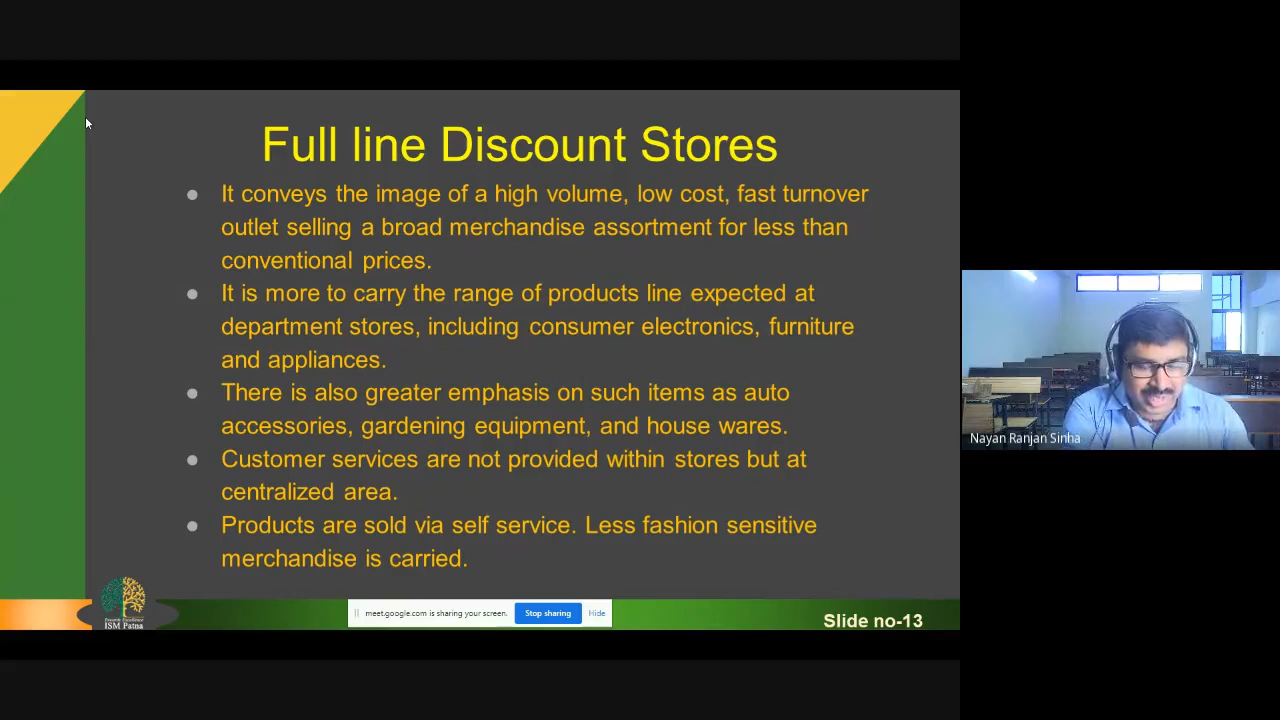 Full line Discount Stores
● It conveys the image of a high volume, low cost, fast turnover
outlet selling a broad merchandise assortment for less than
conventional prices.
● It is more to carry the range of products line expected at
department stores, including consumer electronics, furniture
and appliances.
● There is also greater emphasis on such items as auto
accessories, gardening equipment, and house wares.
● Customer services are not provided within stores but at
centralized area.
● Products are sold via self service. Less fashion sensitive
merchandise is carried.
Nayan Ranjan Sinha
Towards Excellence
ISM Patna
meet.google.com is sharing your screen. Stop sharing Hide
Slide no-13